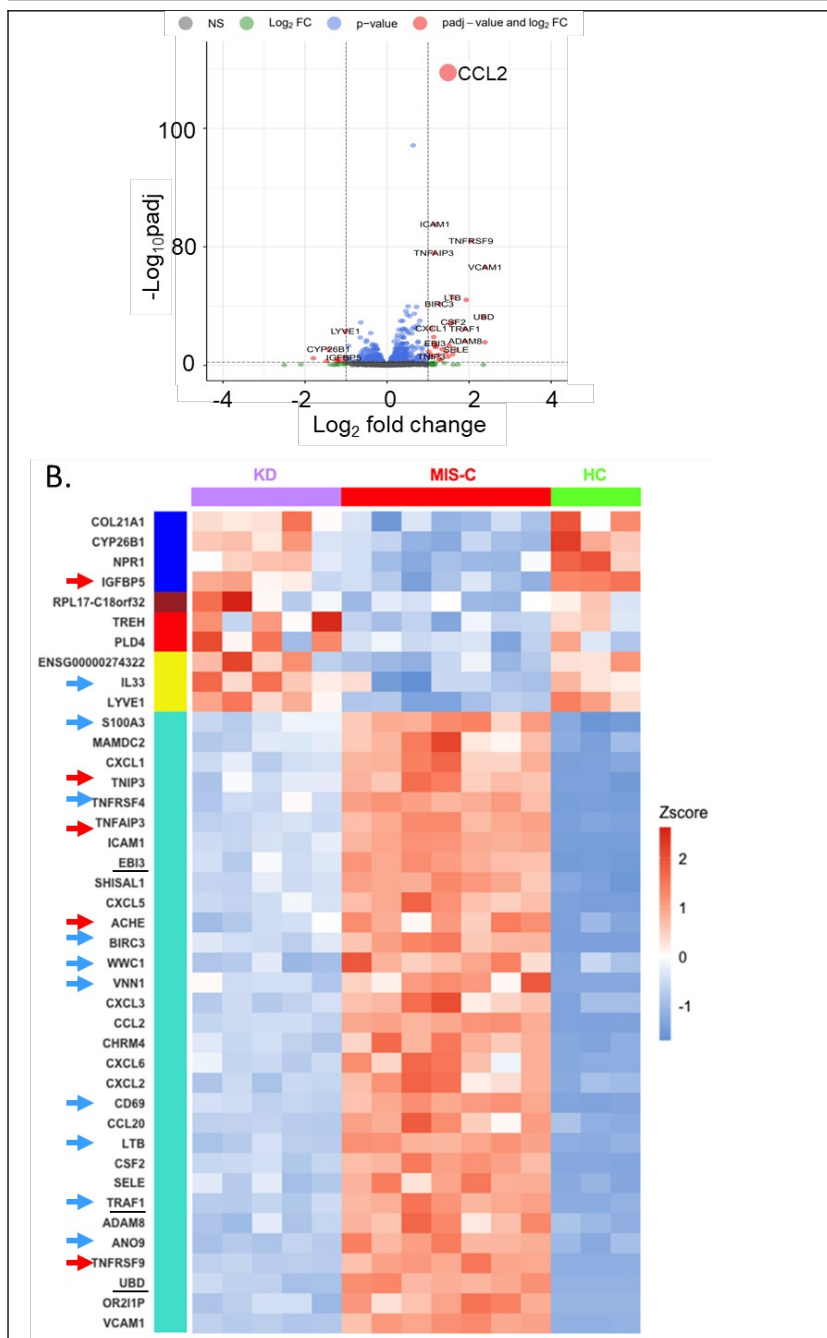 NS Log₂ FC p-value padj – value and log₂ FC
CCL2
100
ICAM1
TNFRSF9
80
TNFAIP3
VCAM1
LTB
BIRC3
UBD
CSF2
LYVE1
CXCL1 TRAF1
ADAM8
EBI3
CYP26B1
SELE
IGFBP5
TNIP3
0
-4 -2 0 2 4
-Log₁₀padj
Log₂ fold change
B.
KD MIS-C HC
COL21A1
CYP26B1
NPR1
IGFBP5
RPL17-C18orf32
TREH
PLD4
ENSG00000274322
IL33
LYVE1
S100A3
MAMDC2
CXCL1
TNIP3
TNFRSF4
TNFAIP3
ICAM1
EBI3
SHISAL1
CXCL5
ACHE
BIRC3
WWC1
VNN1
CXCL3
CCL2
CHRM4
CXCL6
CXCL2
CD69
CCL20
LTB
CSF2
SELE
TRAF1
ADAM8
ANO9
TNFRSF9
UBD
OR2I1P
VCAM1
Zscore
2
1
0
-1